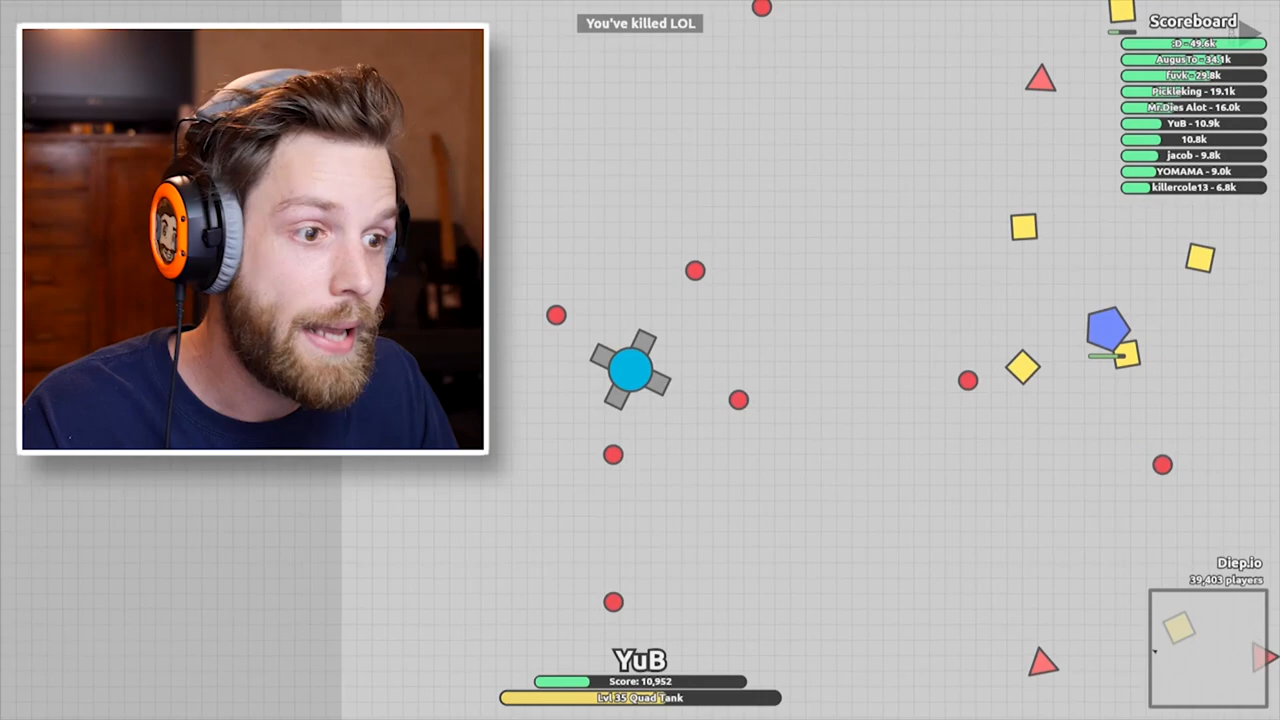 You've killed LOL
Scoreboard
:D - 49.6k
AugusTo - 34.1k
fuvk - 29.8k
Pickleking - 19.1k
Mr.Dies Alot - 16.0k
YuB - 10.9k
10.8k
jacob - 9.8k
YOMAMA - 9.0k
killercole13 - 6.8k
Diep.io
39,403 players
YuB
Score: 10,952
Lvl 35 Quad Tank